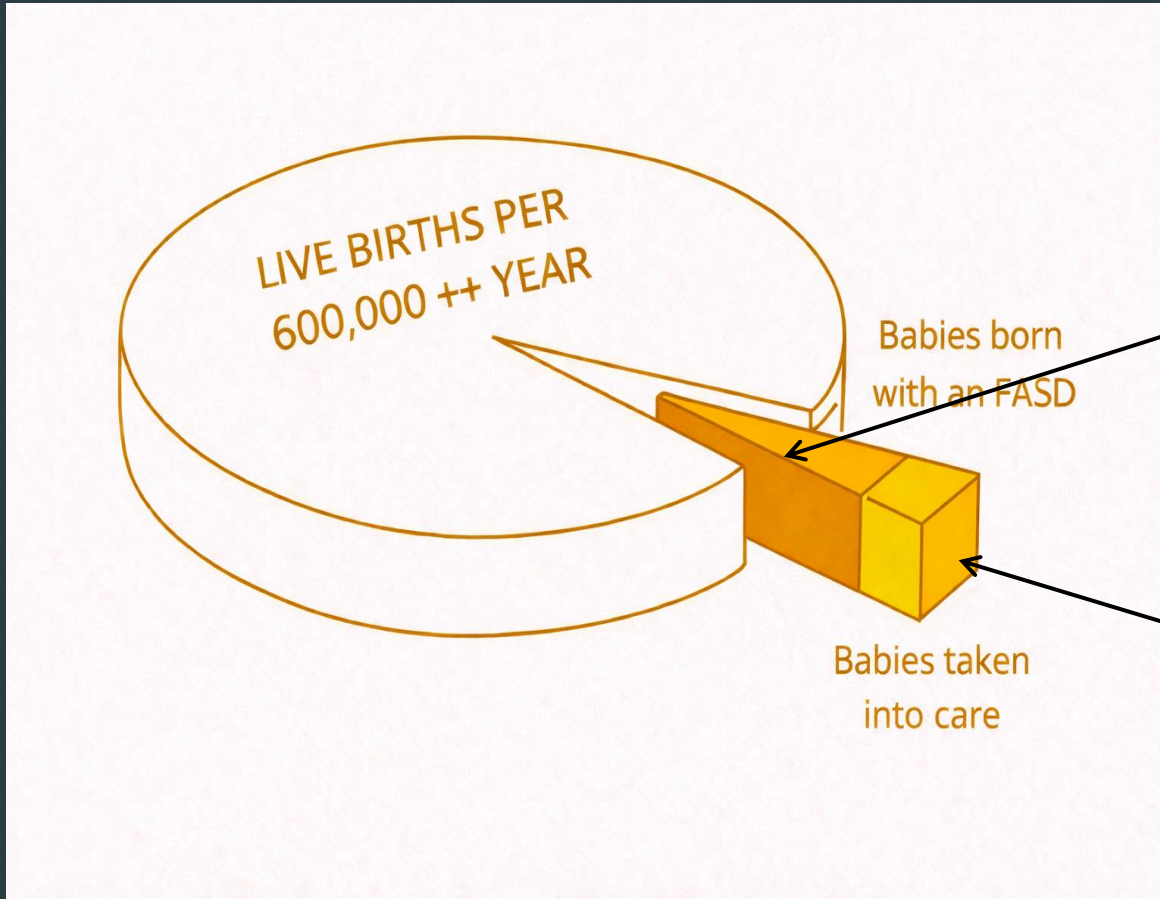 LIVE BIRTHS PER
600,000 ++ YEAR
Babies born
with an FASD
Babies taken
into care